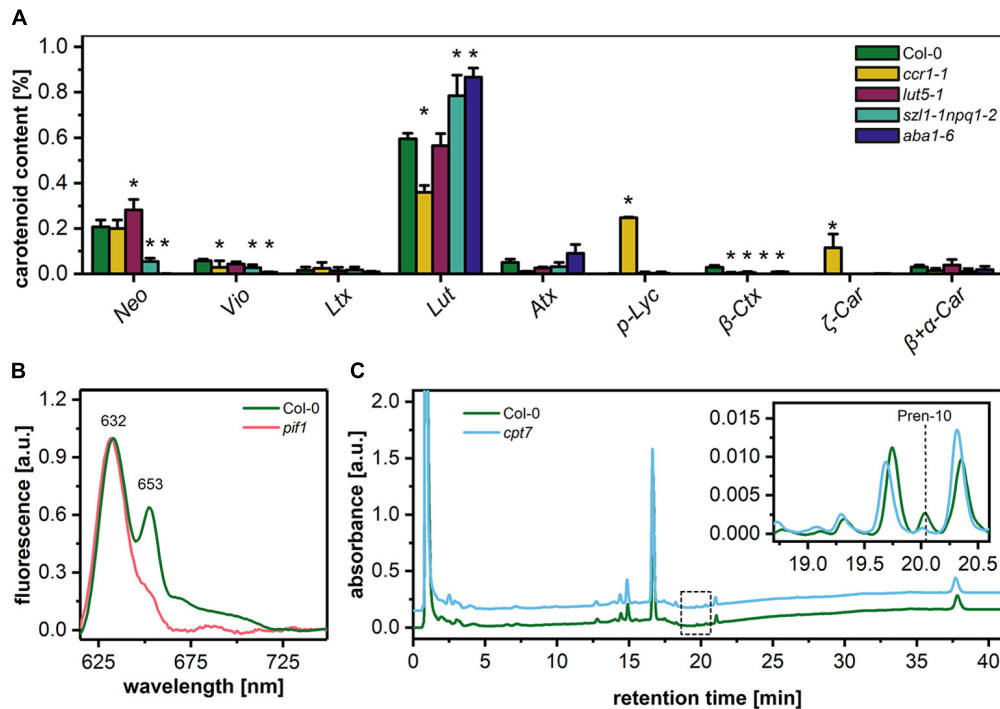 A
carotenoid content [%]
1.0
0.8
0.6
0.4
0.2
0.0
Col-0
ccr1-1
lut5-1
szl1-1npq1-2
aba1-6
*
* *
*
* *
*
* *
*
* * * *
*
Neo
Vio
Ltx
Lut
Atx
p-Lyc
β-Ctx
ζ-Car
β+α-Car
B
fluorescence [a.u.]
1.2
0.9
0.6
0.3
0.0
632
653
Col-0
pif1
625
675
725
wavelength [nm]
C
absorbance [a.u.]
2.0
1.5
1.0
0.5
0.0
Col-0
cpt7
Pren-10
0.015
0.010
0.005
0.000
19.0
19.5
20.0
20.5
0
5
10
15
20
25
30
35
40
retention time [min]